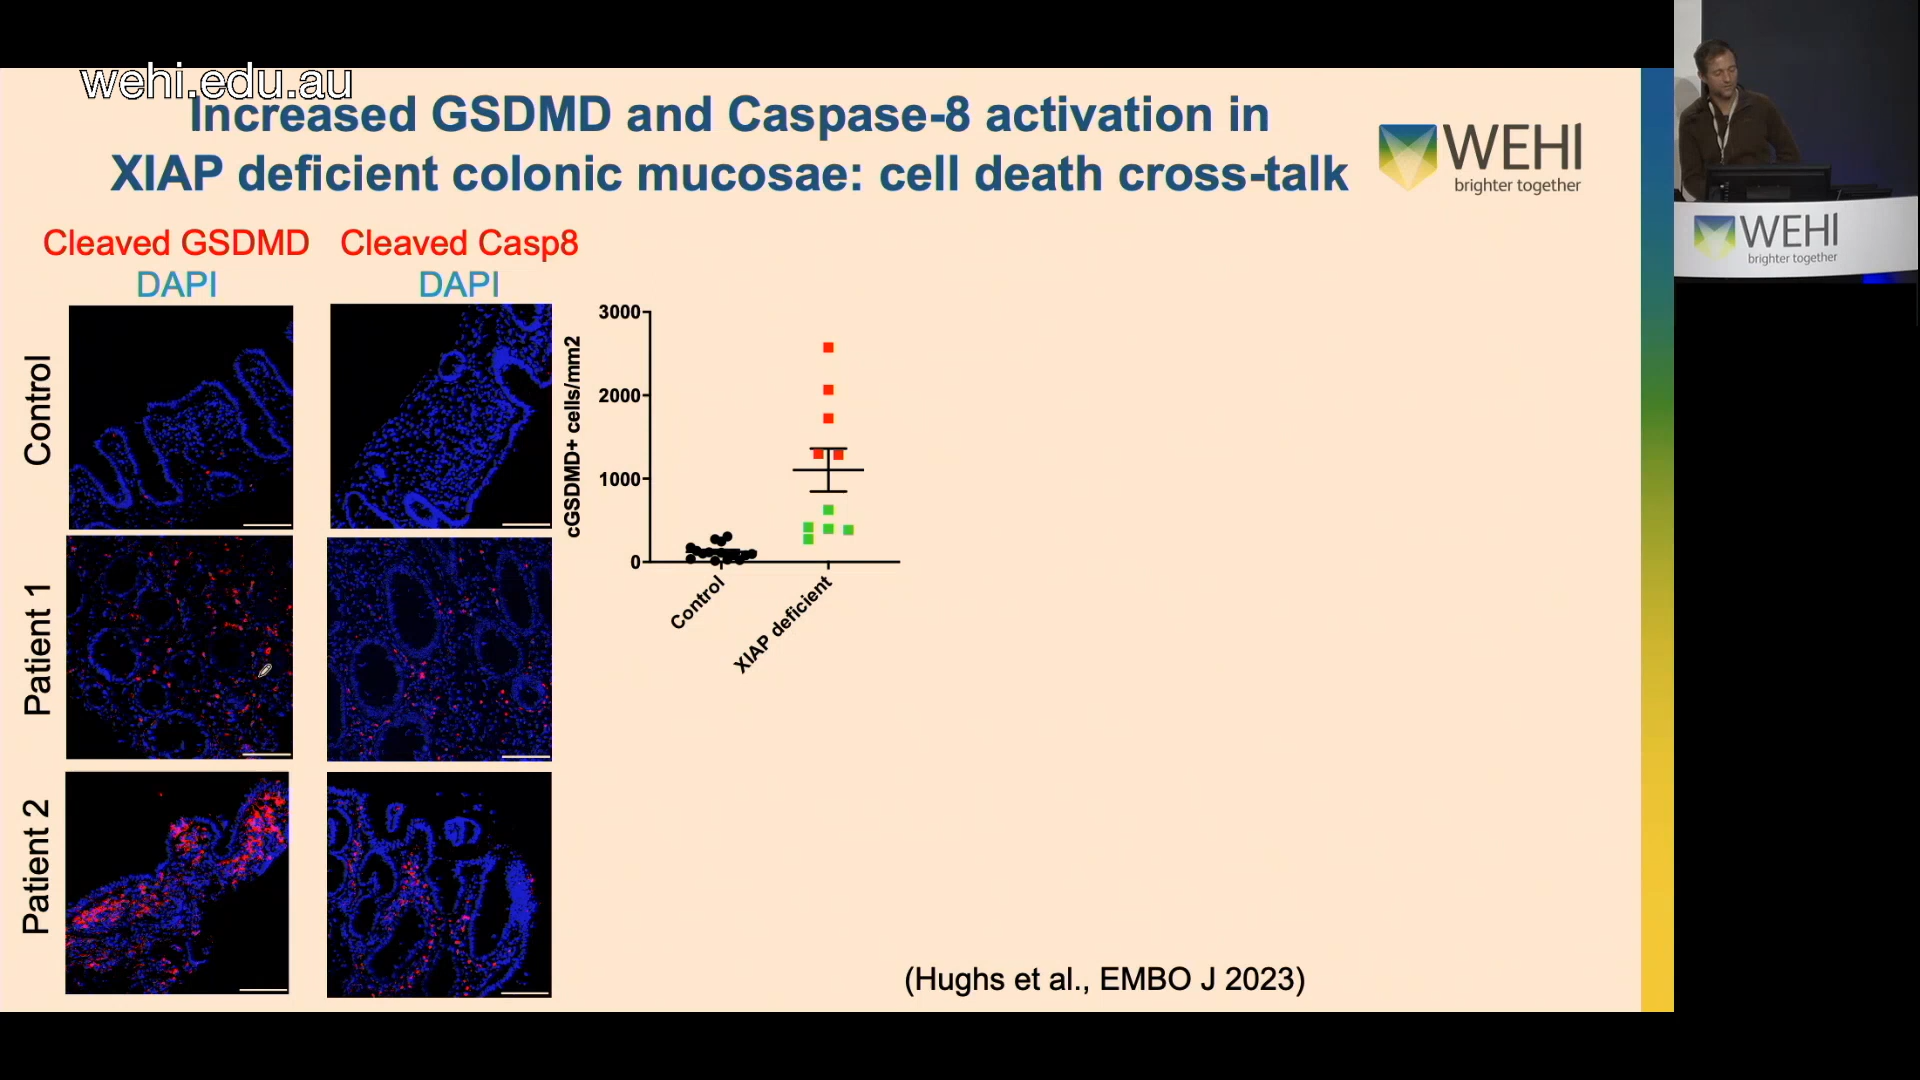 wehi.edu.au
Increased GSDMD and Caspase-8 activation in
XIAP deficient colonic mucosae: cell death cross-talk
WEHI
brighter together
WEHI
brighter together
Cleaved GSDMD
DAPI
Cleaved Casp8
DAPI
Control
Patient 1
Patient 2
cGSDMD+ cells/mm2
3000
2000
1000
0
Control
XIAP deficient
(Hughs et al., EMBO J 2023)